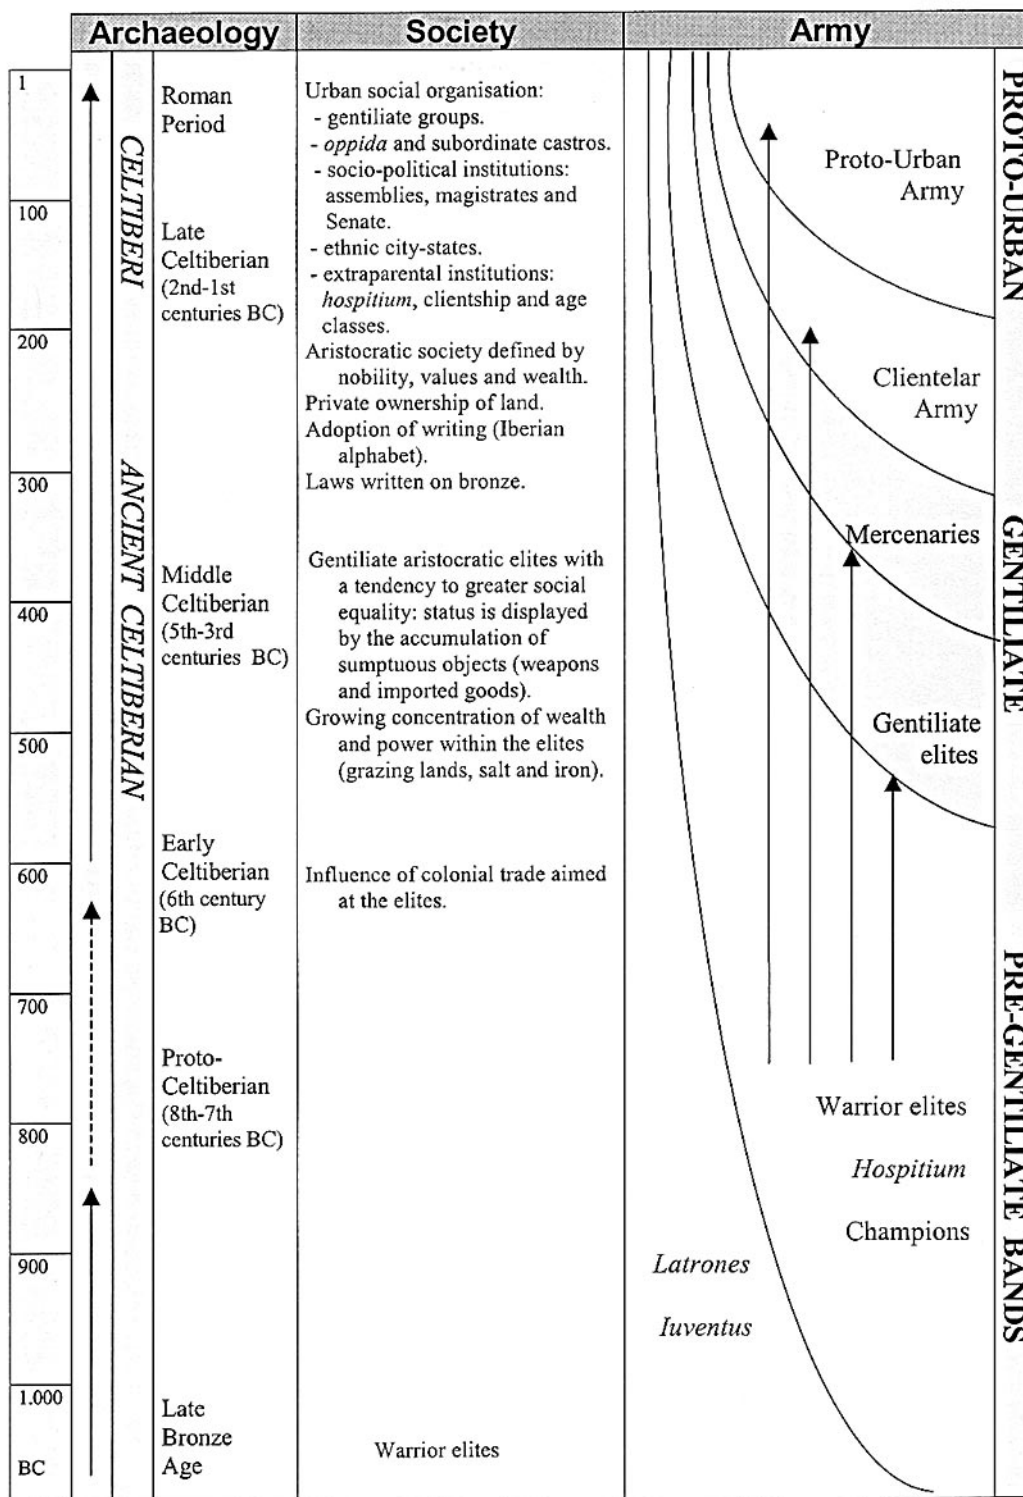 Archaeology
Society
Army
1
100
200
300
400
500
600
700
800
900
1.000
BC
CELTIBERI
ANCIENT CELTIBERIAN
Roman
Period
Late
Celtiberian
(2nd-1st
centuries BC)
Middle
Celtiberian
(5th-3rd
centuries BC)
Early
Celtiberian
(6th century
BC)
Proto-
Celtiberian
(8th-7th
centuries BC)
Late
Bronze
Age
Urban social organisation:
- gentiliate groups.
- oppida and subordinate castros.
- socio-political institutions:
assemblies, magistrates and
Senate.
- ethnic city-states.
- extraparental institutions:
hospitium, clientship and age
classes.
Aristocratic society defined by
nobility, values and wealth.
Private ownership of land.
Adoption of writing (Iberian
alphabet).
Laws written on bronze.
Gentiliate aristocratic elites with
a tendency to greater social
equality: status is displayed
by the accumulation of
sumptuous objects (weapons
and imported goods).
Growing concentration of wealth
and power within the elites
(grazing lands, salt and iron).
Influence of colonial trade aimed
at the elites.
Warrior elites
Proto-Urban
Army
Clientelar
Army
Mercenaries
Gentiliate
elites
Warrior elites
Hospitium
Champions
Latrones
Iuventus
PROTO-URBAN
GENTILIATE
PRE-GENTILIATE BANDS